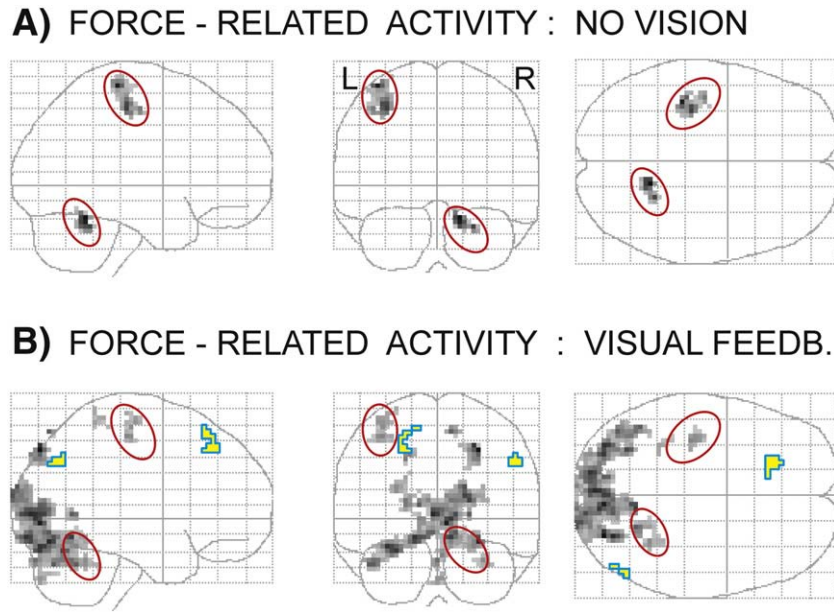 A) FORCE - RELATED ACTIVITY : NO VISION
L R
B) FORCE - RELATED ACTIVITY : VISUAL FEEDB.